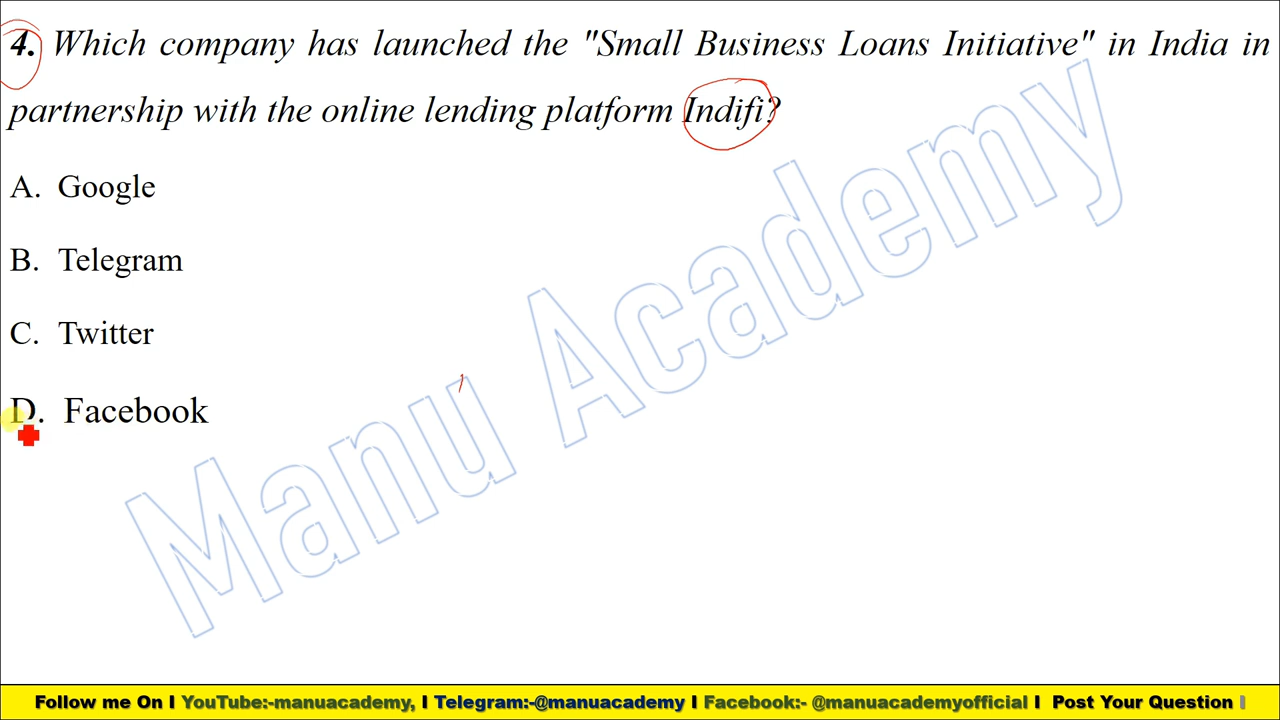 4. Which company has launched the "Small Business Loans Initiative" in India in
partnership with the online lending platform Indifi?
A. Google
B. Telegram
C. Twitter
D. Facebook
Manu Academy
Follow me On I YouTube:-manuacademy, I Telegram:-@manuacademy I Facebook:- @manuacademyofficial I Post Your Question I